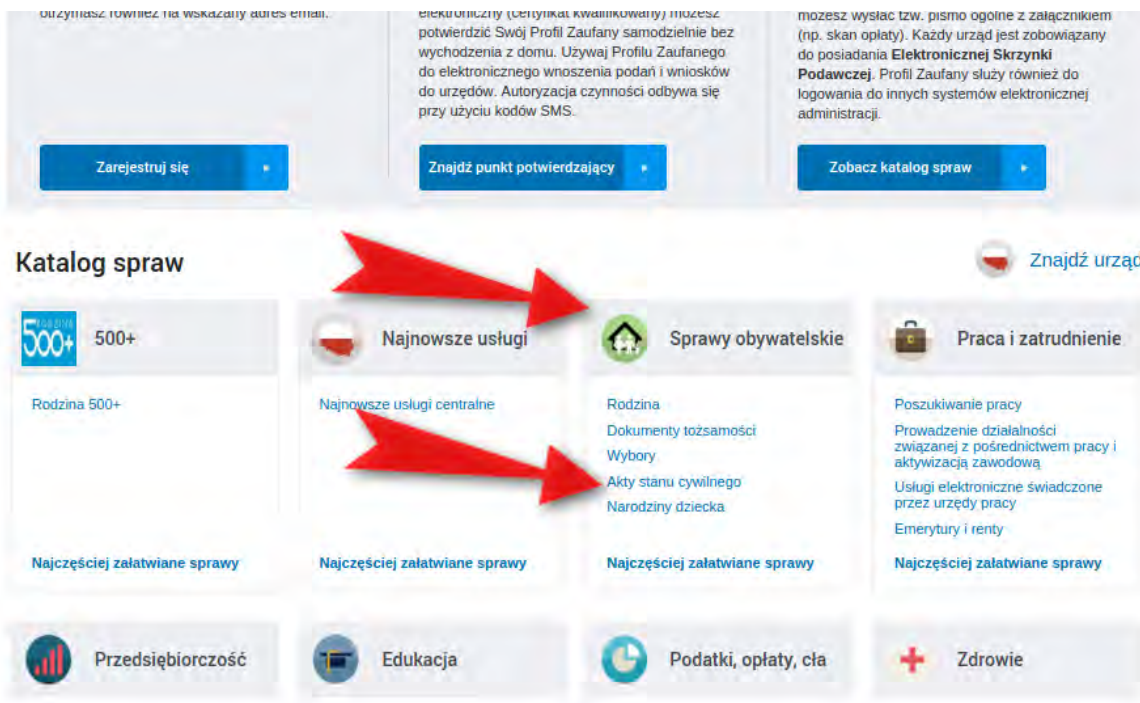 otrzymasz również na wskazany adres email.
elektroniczny (certyfikat kwalifikowany) możesz
potwierdzić Swój Profil Zaufany samodzielnie bez
wychodzenia z domu. Używaj Profilu Zaufanego
do elektronicznego wnoszenia podań i wniosków
do urzędów. Autoryzacja czynności odbywa się
przy użyciu kodów SMS.
możesz wysłać tzw. pismo ogólne z załącznikiem
(np. skan opłaty). Każdy urząd jest zobowiązany
do posiadania Elektronicznej Skrzynki
Podawczej. Profil Zaufany służy również do
logowania do innych systemów elektronicznej
administracji.
Zarejestruj się
Znajdź punkt potwierdzający
Zobacz katalog spraw
Katalog spraw
Znajdź urząd
RODZINA
500+
500+
Rodzina 500+
Najczęściej załatwiane sprawy
Najnowsze usługi
Najnowsze usługi centralne
Najczęściej załatwiane sprawy
Sprawy obywatelskie
Rodzina
Dokumenty tożsamości
Wybory
Akty stanu cywilnego
Narodziny dziecka
Najczęściej załatwiane sprawy
Praca i zatrudnienie
Poszukiwanie pracy
Prowadzenie działalności
związanej z pośrednictwem pracy i
aktywizacją zawodową
Usługi elektroniczne świadczone
przez urzędy pracy
Emerytury i renty
Najczęściej załatwiane sprawy
Przedsiębiorczość
Edukacja
Podatki, opłaty, cła
Zdrowie